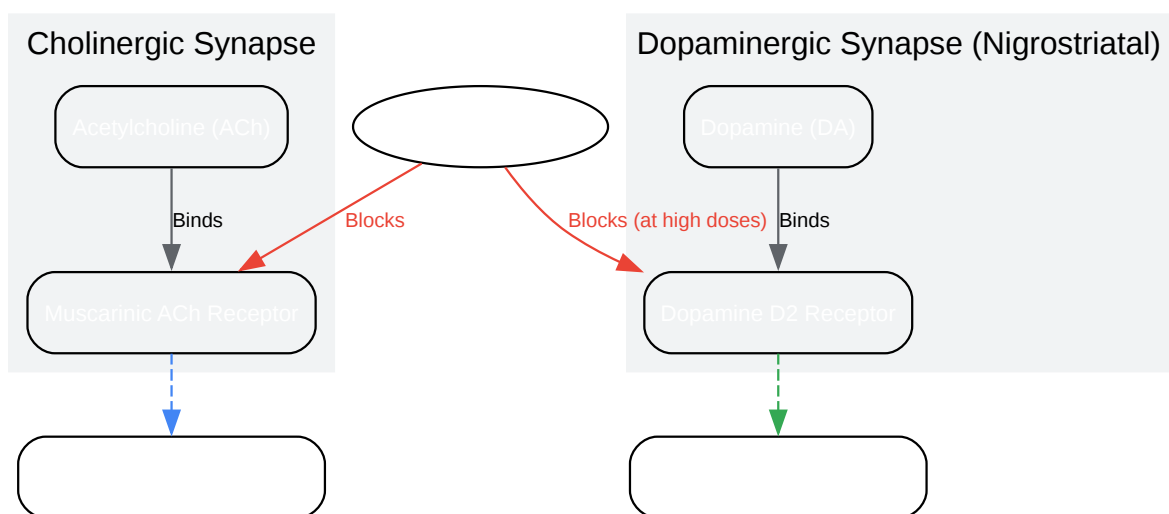 Cholinergic Synapse
Dopaminergic Synapse (Nigrostriatal)
Acetylcholine (ACh)
Dopamine (DA)
Binds
Blocks
Blocks (at high doses)
Binds
Muscarinic ACh Receptor
Dopamine D2 Receptor